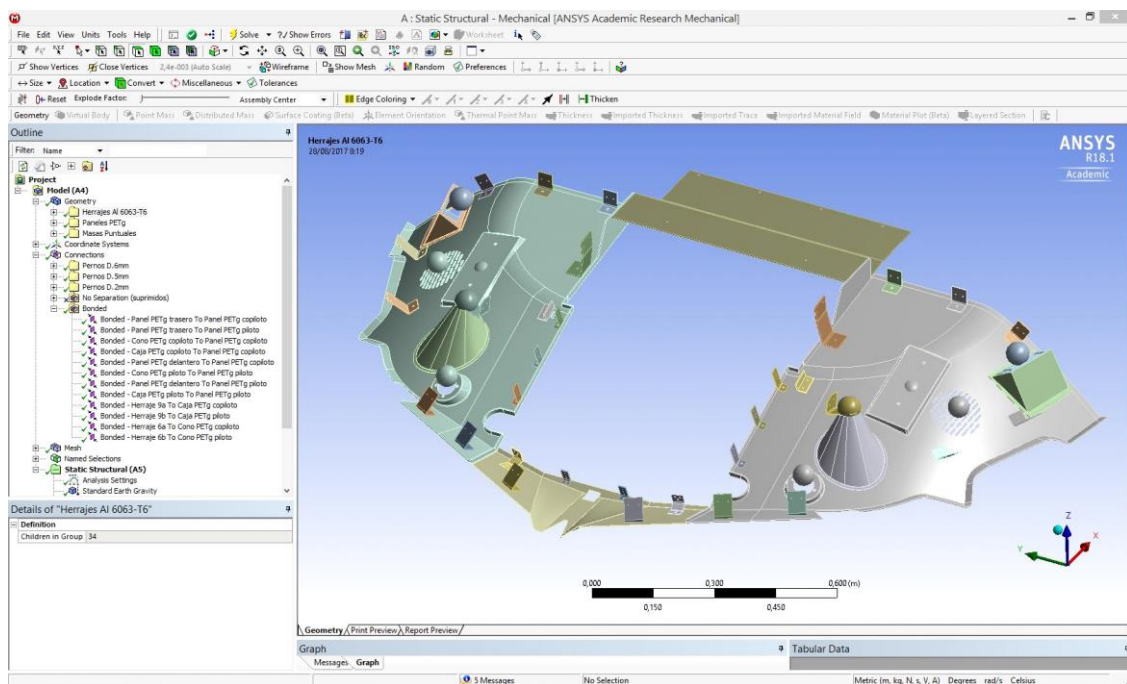 A : Static Structural - Mechanical [ANSYS Academic Research Mechanical]
File Edit View Units Tools Help Solve ?/ Show Errors Worksheet
Show Vertices Close Vertices 2,4e-003 (Auto Scale) Wireframe Show Mesh Random Preferences
Size Location Convert Miscellaneous Tolerances
Reset Explode Factor: Assembly Center Edge Coloring Thicken
Geometry Virtual Body Point Mass Distributed Mass Surface Coating (Beta) Element Orientation Thermal Point Mass Thickness Imported Thickness Imported Trace Imported Material Field Material Plot (Beta) Layered Section
Outline
Filter: Name
Project
Model (A4)
Geometry
Herrajes Al 6063-T6
Paneles PETg
Masas Puntuales
Coordinate Systems
Connections
Pernos D.6mm
Pernos D.5mm
Pernos D.2mm
No Separation (suprimidos)
Bonded
Bonded - Panel PETg trasero To Panel PETg copiloto
Bonded - Panel PETg trasero To Panel PETg piloto
Bonded - Cono PETg copiloto To Panel PETg copiloto
Bonded - Caja PETg copiloto To Panel PETg copiloto
Bonded - Panel PETg delantero To Panel PETg copiloto
Bonded - Cono PETg piloto To Panel PETg piloto
Bonded - Panel PETg delantero To Panel PETg piloto
Bonded - Caja PETg piloto To Panel PETg piloto
Bonded - Herraje 9a To Caja PETg copiloto
Bonded - Herraje 9b To Caja PETg piloto
Bonded - Herraje 6a To Cono PETg copiloto
Bonded - Herraje 6b To Cono PETg piloto
Mesh
Named Selections
Static Structural (A5)
Analysis Settings
Standard Earth Gravity
Details of "Herrajes Al 6063-T6"
Definition
Children in Group 34
Herrajes Al 6063-T6
28/08/2017 8:19
ANSYS
R18.1
Academic
Z
X
Y
0,000 0,300 0,600 (m)
0,150 0,450
Geometry Print Preview Report Preview
Graph
Messages Graph
Tabular Data
5 Messages No Selection Metric (m, kg, N, s, V, A) Degrees rad/s Celsius